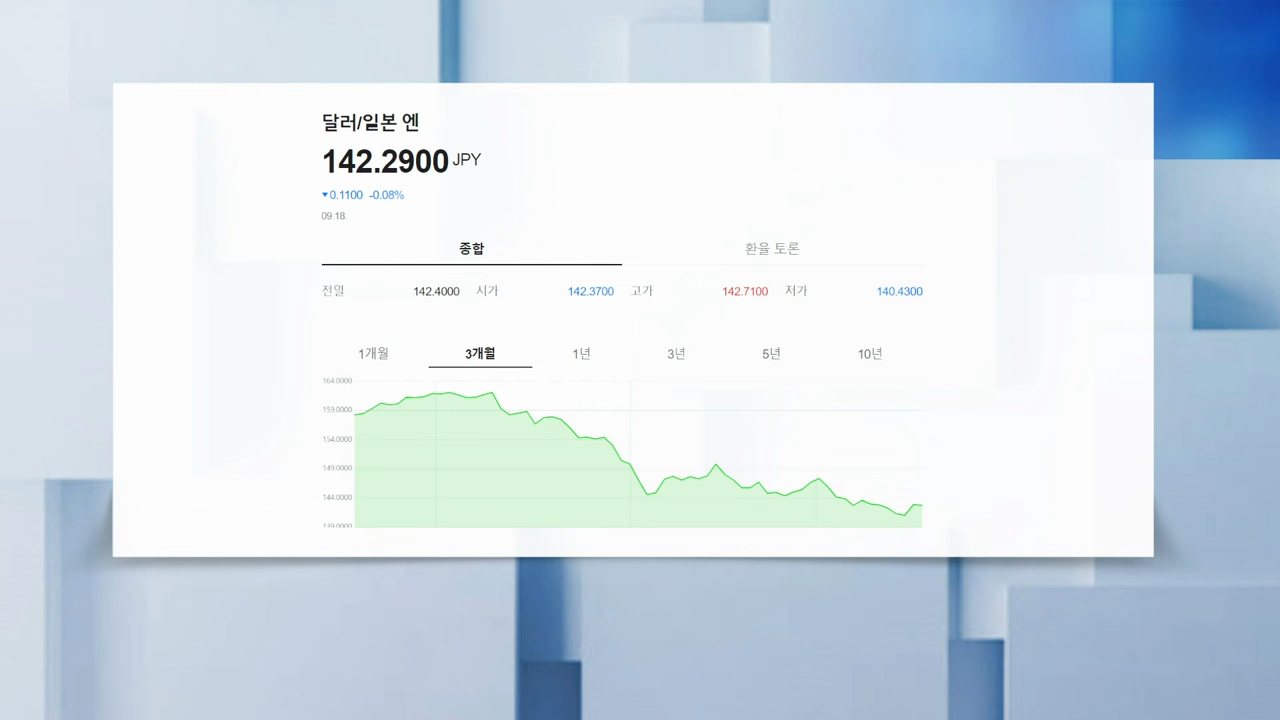 달러/일본 엔
142.2900 JPY
▼0.1100 -0.08%
09.18.
종합 환율 토론
전일 142.4000 시가 142.3700 고가 142.7100 저가 140.4300
1개월 3개월 1년 3년 5년 10년
164.0000
159.0000
154.0000
149.0000
144.0000
139.0000